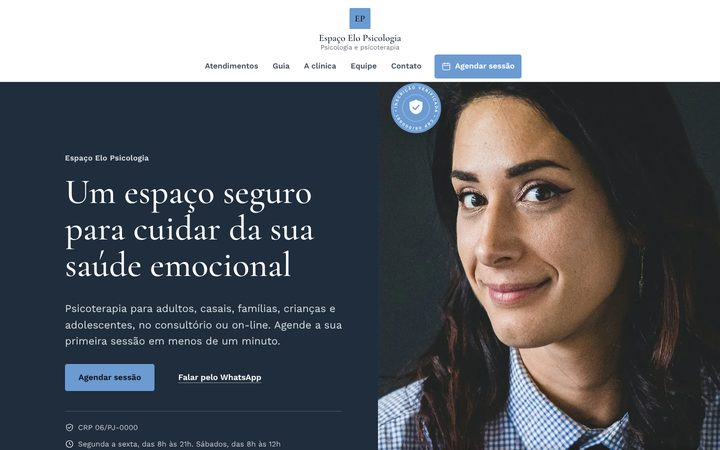 EP
Espaço Elo Psicologia
Psicologia e psicoterapia
Atendimentos Guia A clínica Equipe Contato Agendar sessão
INSCRIÇÃO VERIFICADA
Espaço Elo Psicologia
Um espaço seguro
para cuidar da sua
saúde emocional
Psicoterapia para adultos, casais, famílias, crianças e
adolescentes, no consultório ou on-line. Agende a sua
primeira sessão em menos de um minuto.
Agendar sessão Falar pelo WhatsApp
CRP 06/PJ-0000
Segunda a sexta, das 8h às 21h. Sábados, das 8h às 12h